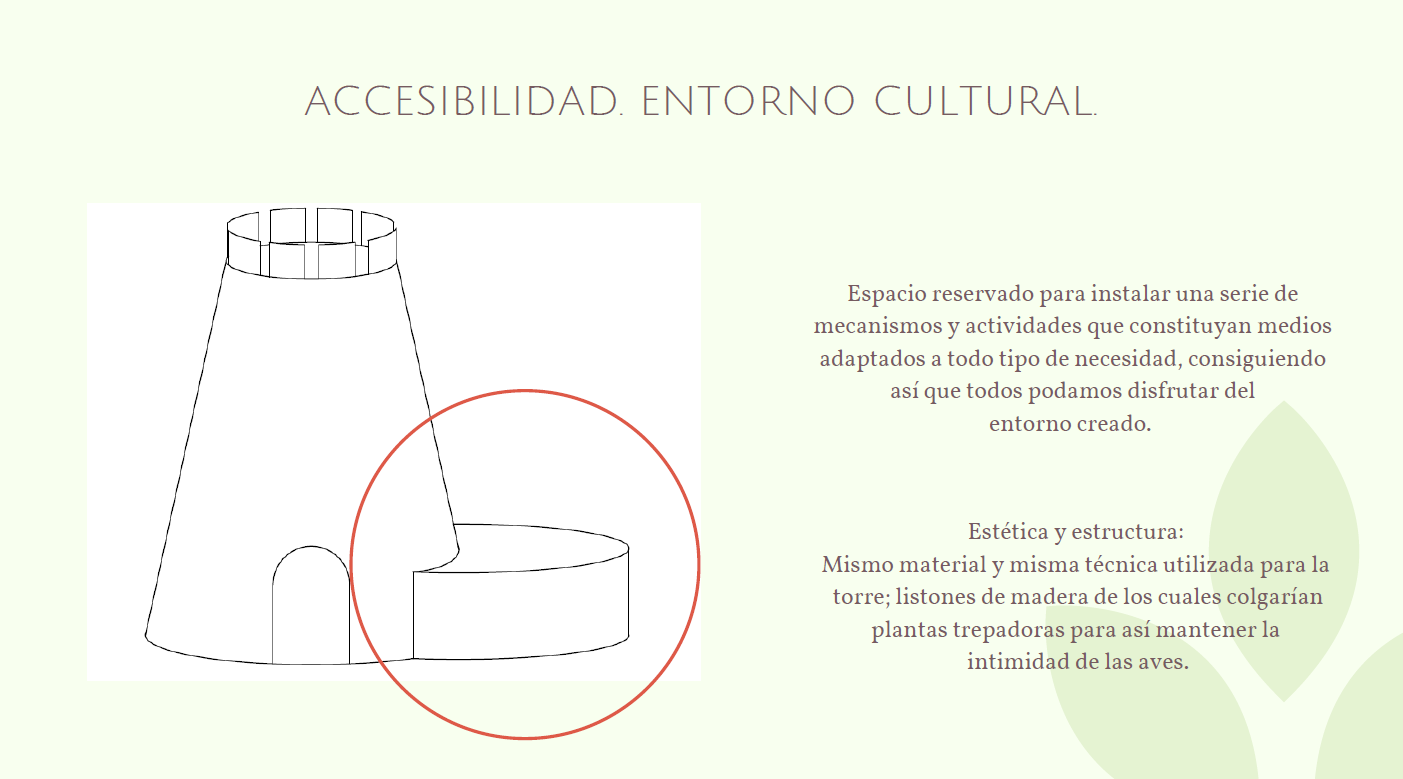 ACCESIBILIDAD. ENTORNO CULTURAL.
Espacio reservado para instalar una serie de
mecanismos y actividades que constituyan medios
adaptados a todo tipo de necesidad, consiguiendo
así que todos podamos disfrutar del
entorno creado.
Estética y estructura:
Mismo material y misma técnica utilizada para la
torre; listones de madera de los cuales colgarían
plantas trepadoras para así mantener la
intimidad de las aves.